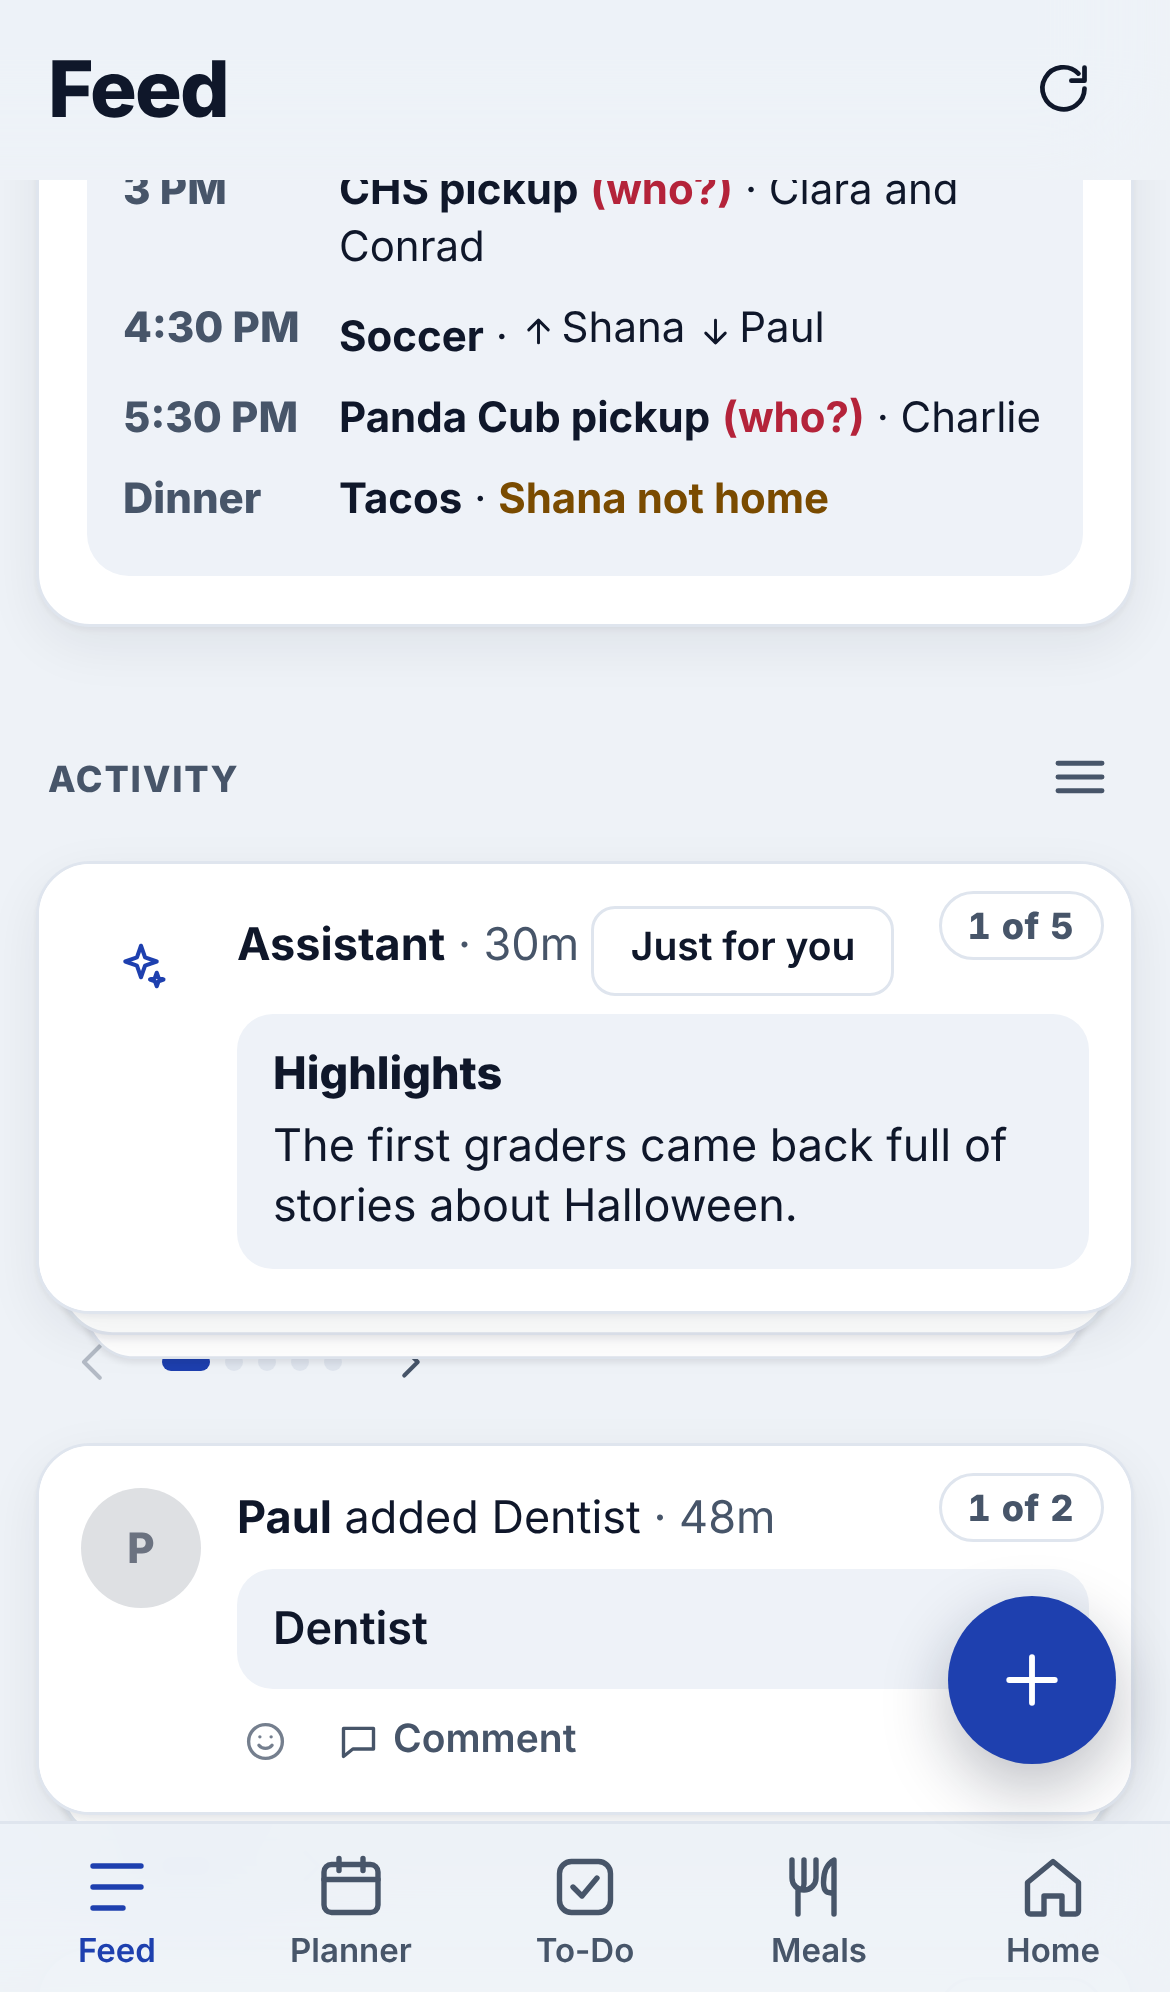 Feed
3 PM CHS pickup (who?) · Clara and
Conrad
4:30 PM Soccer · ↑ Shana ↓ Paul
5:30 PM Panda Cub pickup (who?) · Charlie
Dinner Tacos · Shana not home
ACTIVITY
Assistant · 30m Just for you 1 of 5
Highlights
The first graders came back full of
stories about Halloween.
P Paul added Dentist · 48m 1 of 2
Dentist
Comment
Feed Planner To-Do Meals Home